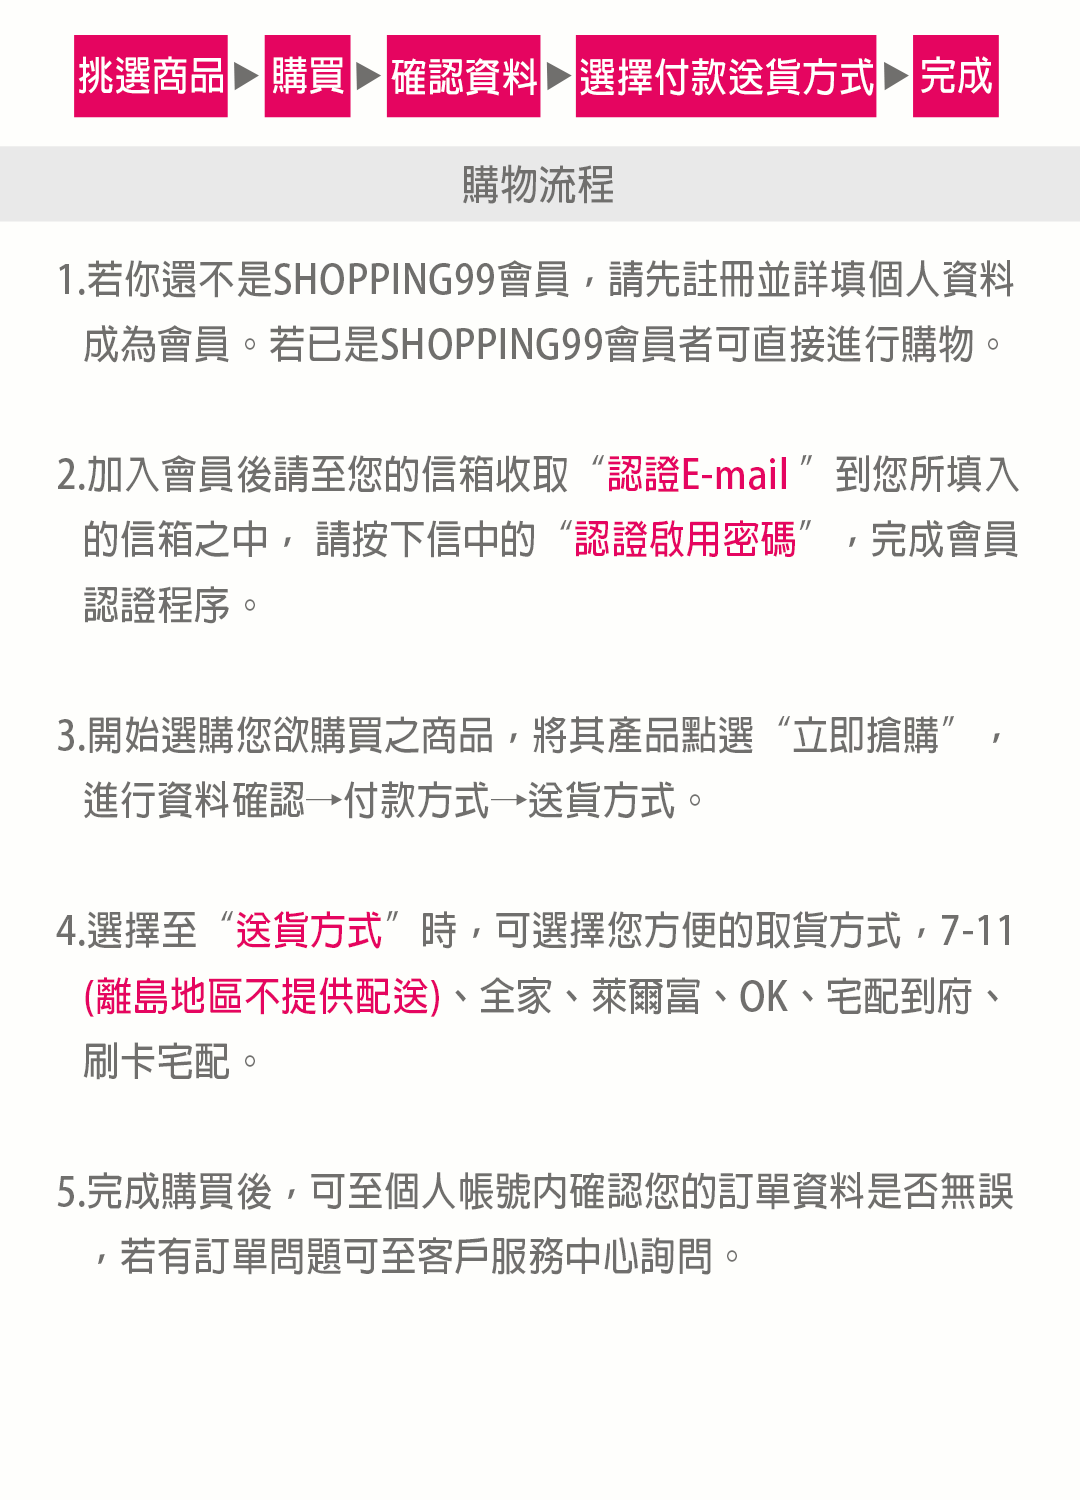 挑選商品▶購買▶確認資料▶選擇付款送貨方式▶完成
購物流程
1.若你還不是SHOPPING99會員，請先註冊並詳填個人資料
成為會員。若已是SHOPPING99會員者可直接進行購物。
2.加入會員後請至您的信箱收取“認證E-mail ”到您所填入
的信箱之中， 請按下信中的“認證啟用密碼”，完成會員
認證程序。
3.開始選購您欲購買之商品，將其產品點選“立即搶購”，
進行資料確認→付款方式→送貨方式。
4.選擇至“送貨方式”時，可選擇您方便的取貨方式，7-11
(離島地區不提供配送)、全家、萊爾富、OK、宅配到府、
刷卡宅配。
5.完成購買後，可至個人帳號內確認您的訂單資料是否無誤
，若有訂單問題可至客戶服務中心詢問。